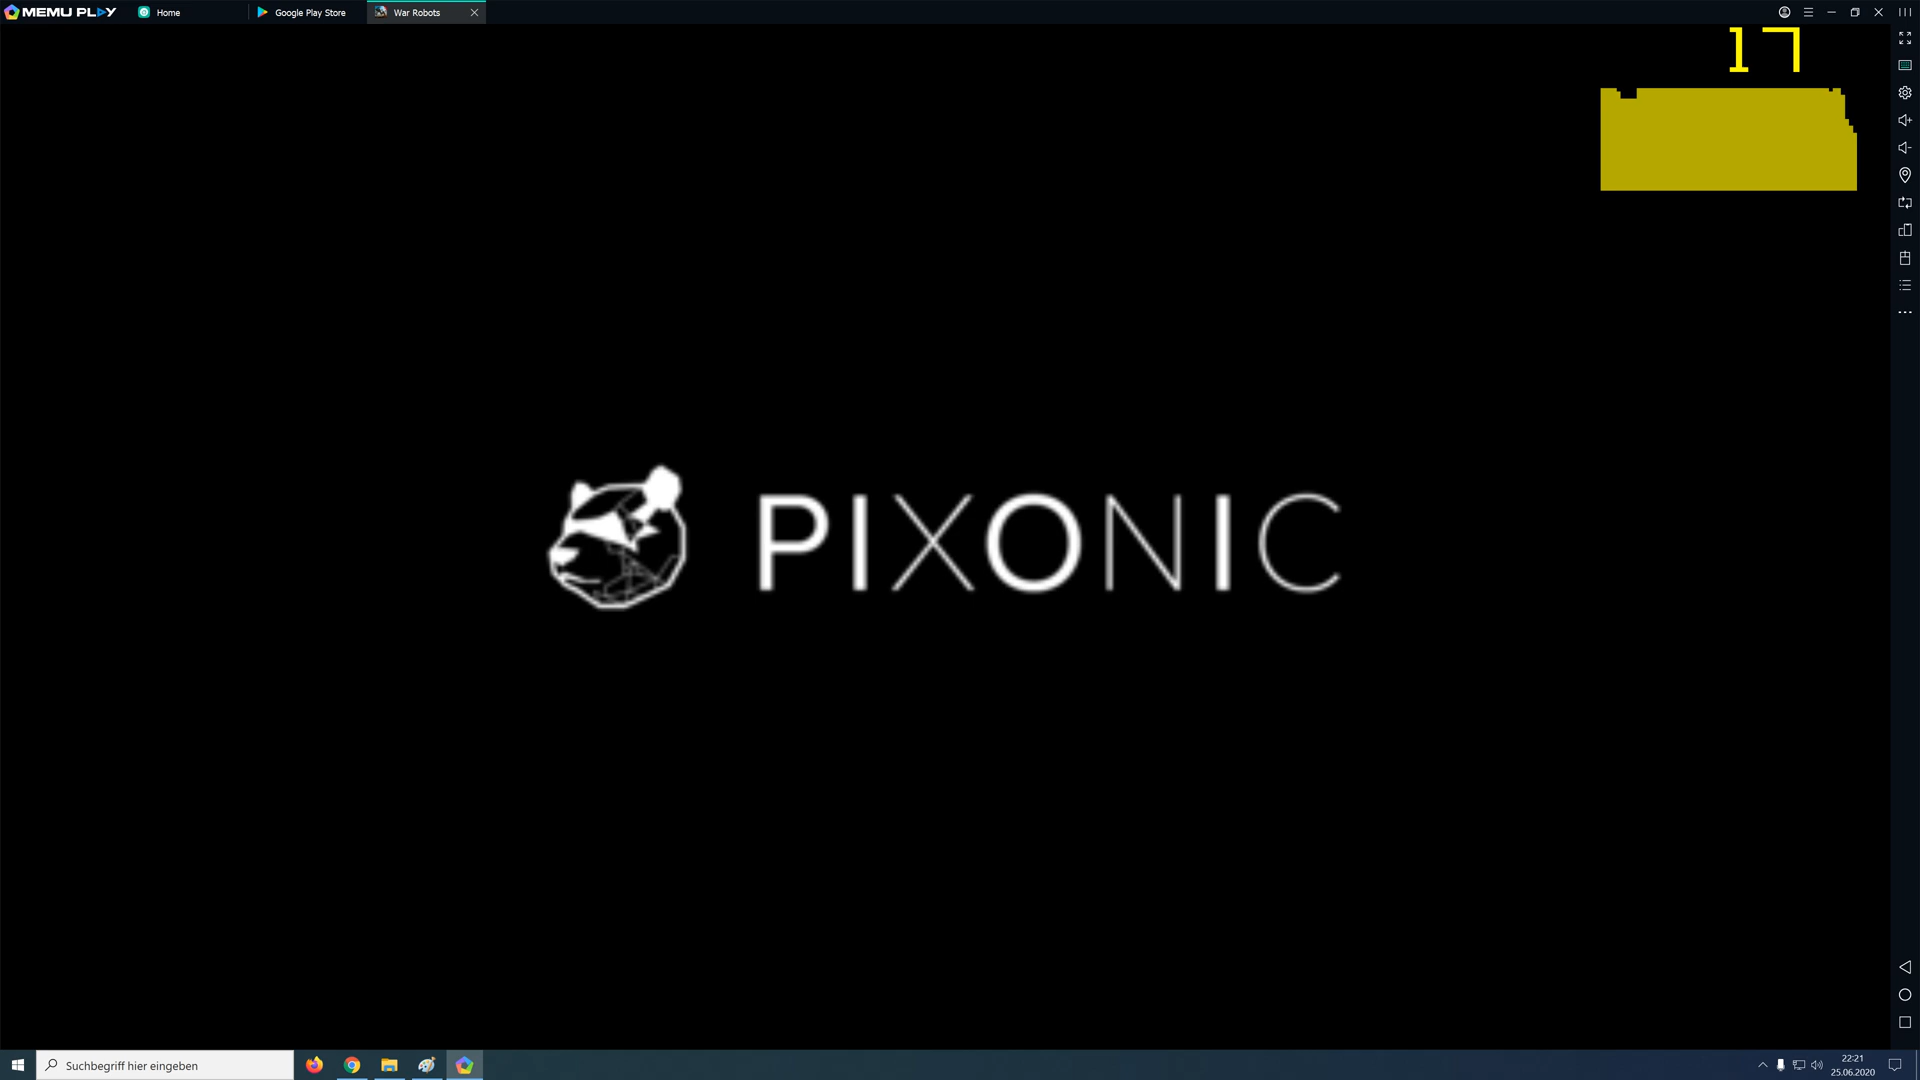 MEMU PLAY
Home
Google Play Store
War Robots
17
PIXONIC
Suchbegriff hier eingeben
22:21
25.06.2020